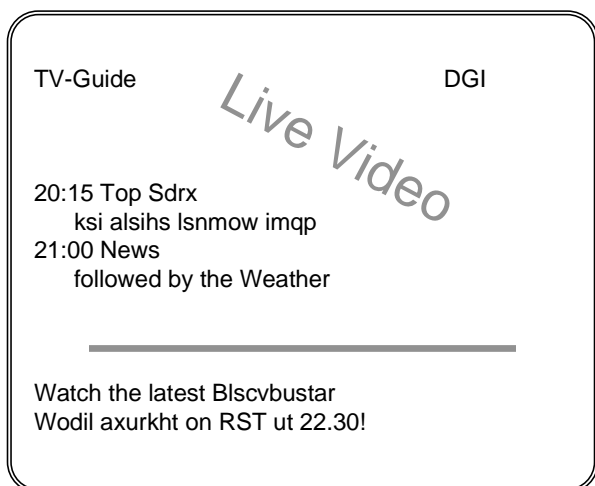 TV-Guide DGI
Live Video
20:15 Top Sdrx
ksi alsihs lsnmow imqp
21:00 News
followed by the Weather
Watch the latest Blscvbustar
Wodil axurkht on RST ut 22.30!